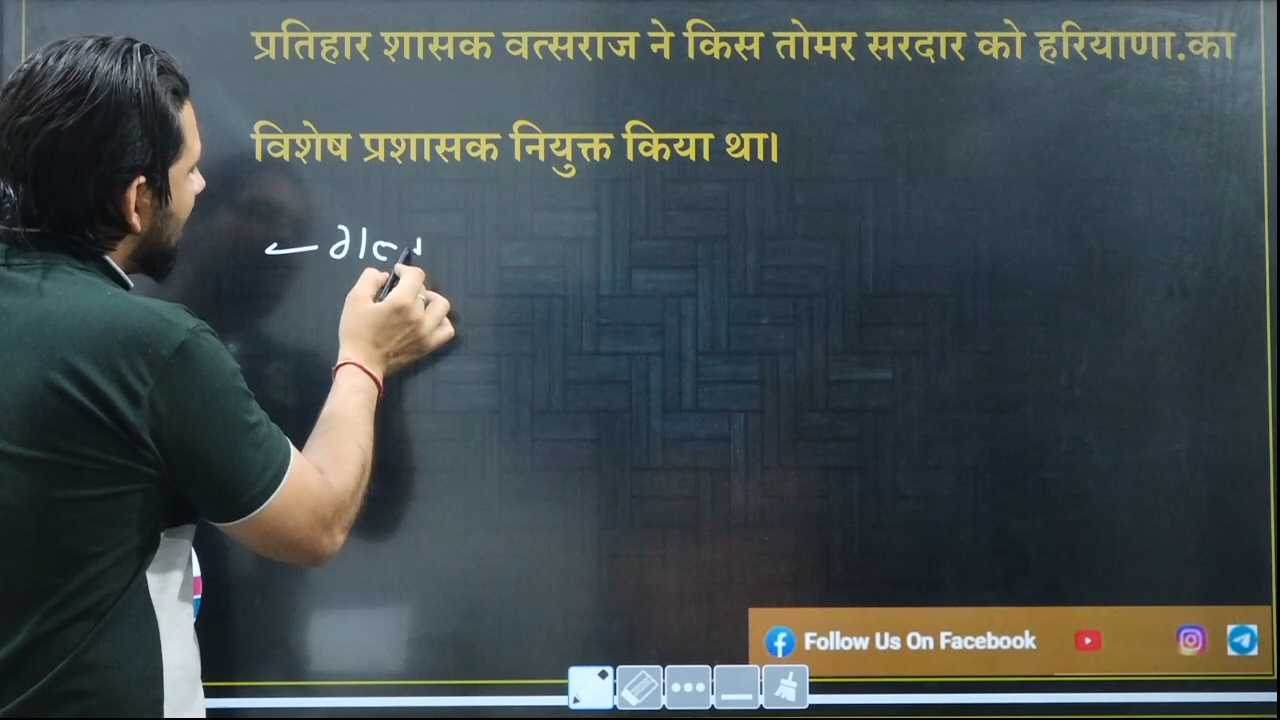 प्रतिहार शासक वत्सराज ने किस तोमर सरदार को हरियाणा.का
विशेष प्रशासक नियुक्त किया था।
Follow Us On Facebook